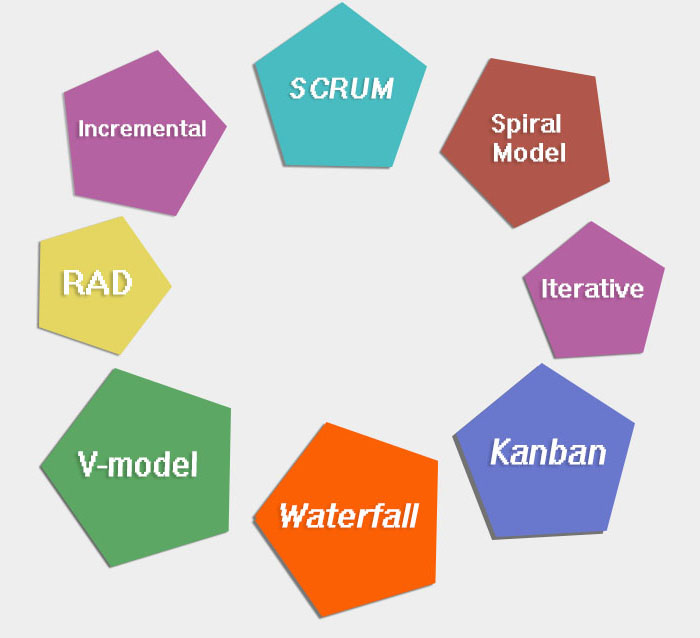 SCRUM
Incremental
Spiral
Model
RAD
Iterative
V-model
Kanban
Waterfall